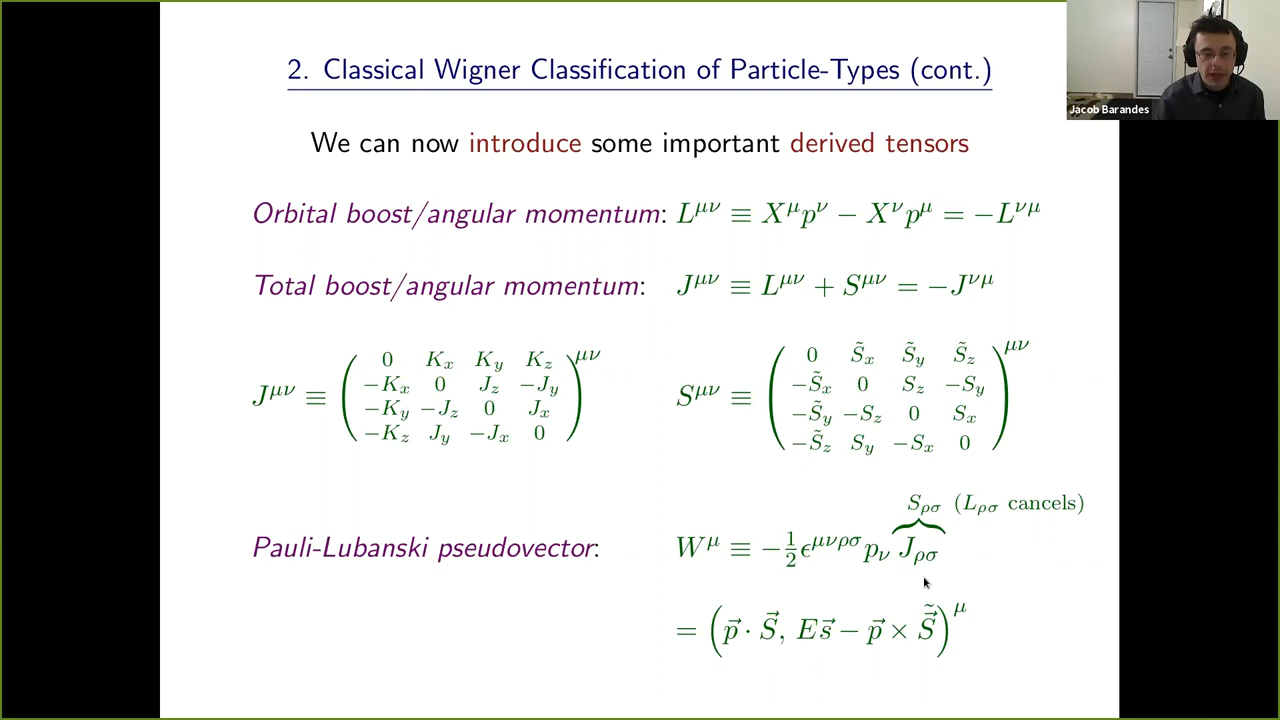 2. Classical Wigner Classification of Particle-Types (cont.)
Jacob Barandes
We can now introduce some important derived tensors
Orbital boost/angular momentum: L^{μν} ≡ X^μ p^ν − X^ν p^μ = −L^{νμ}
Total boost/angular momentum: J^{μν} ≡ L^{μν} + S^{μν} = −J^{νμ}
J^{μν} ≡ ( 0 K_x K_y K_z )^{μν}
−K_x 0 J_z −J_y
−K_y −J_z 0 J_x
−K_z J_y −J_x 0
S^{μν} ≡ ( 0 S̃_x S̃_y S̃_z )^{μν}
−S̃_x 0 S_z −S_y
−S̃_y −S_z 0 S_x
−S̃_z S_y −S_x 0
S_{ρσ} (L_{ρσ} cancels)
Pauli-Lubanski pseudovector: W^μ ≡ −½ ϵ^{μνρσ} p_ν J_{ρσ}
= (p⃗ · S⃗, E s⃗ − p⃗ × S⃗̃)^μ